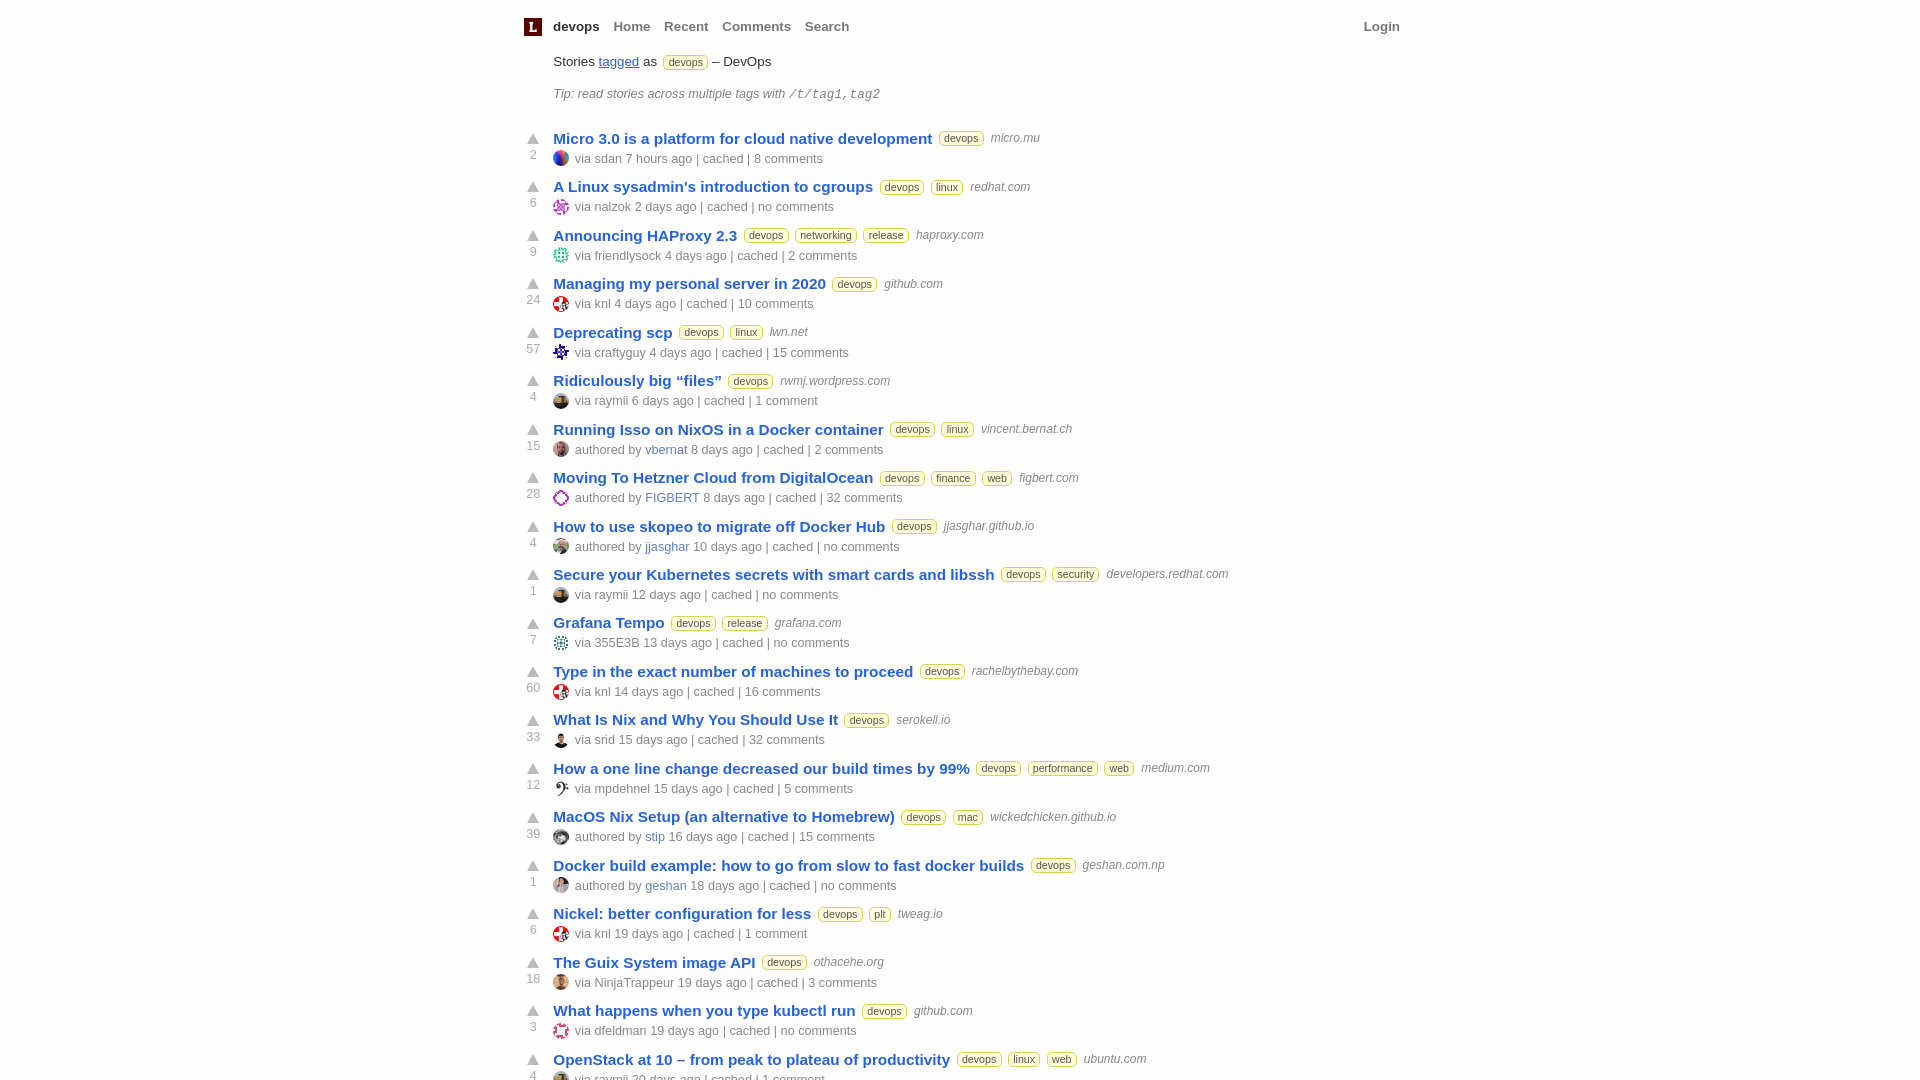 L devops Home Recent Comments Search Login
Stories tagged as devops – DevOps
Tip: read stories across multiple tags with /t/tag1,tag2
Micro 3.0 is a platform for cloud native development devops micro.mu
2 via sdan 7 hours ago | cached | 8 comments
A Linux sysadmin's introduction to cgroups devops linux redhat.com
6 via nalzok 2 days ago | cached | no comments
Announcing HAProxy 2.3 devops networking release haproxy.com
9 via friendlysock 4 days ago | cached | 2 comments
Managing my personal server in 2020 devops github.com
24 via knl 4 days ago | cached | 10 comments
Deprecating scp devops linux lwn.net
57 via craftyguy 4 days ago | cached | 15 comments
Ridiculously big “files” devops rwmj.wordpress.com
4 via raymii 6 days ago | cached | 1 comment
Running Isso on NixOS in a Docker container devops linux vincent.bernat.ch
15 authored by vbernat 8 days ago | cached | 2 comments
Moving To Hetzner Cloud from DigitalOcean devops finance web figbert.com
28 authored by FIGBERT 8 days ago | cached | 32 comments
How to use skopeo to migrate off Docker Hub devops jjasghar.github.io
4 authored by jjasghar 10 days ago | cached | no comments
Secure your Kubernetes secrets with smart cards and libssh devops security developers.redhat.com
1 via raymii 12 days ago | cached | no comments
Grafana Tempo devops release grafana.com
7 via 355E3B 13 days ago | cached | no comments
Type in the exact number of machines to proceed devops rachelbythebay.com
60 via knl 14 days ago | cached | 16 comments
What Is Nix and Why You Should Use It devops serokell.io
33 via srid 15 days ago | cached | 32 comments
How a one line change decreased our build times by 99% devops performance web medium.com
12 via mpdehnel 15 days ago | cached | 5 comments
MacOS Nix Setup (an alternative to Homebrew) devops mac wickedchicken.github.io
39 authored by stip 16 days ago | cached | 15 comments
Docker build example: how to go from slow to fast docker builds devops geshan.com.np
1 authored by geshan 18 days ago | cached | no comments
Nickel: better configuration for less devops plt tweag.io
6 via knl 19 days ago | cached | 1 comment
The Guix System image API devops othacehe.org
18 via NinjaTrappeur 19 days ago | cached | 3 comments
What happens when you type kubectl run devops github.com
3 via dfeldman 19 days ago | cached | no comments
OpenStack at 10 – from peak to plateau of productivity devops linux web ubuntu.com
4 via raymii 20 days ago | cached | 1 comment